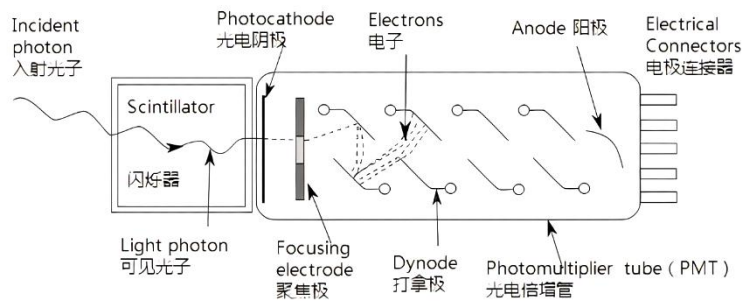 Incident
photon
入射光子
Photocathode
光电阴极
Electrons
电子
Anode 阳极
Electrical
Connectors
电极连接器
Scintillator
闪烁器
Light photon
可见光子
Focusing
electrode
聚焦极
Dynode
打拿极
Photomultiplier tube（PMT）
光电倍增管